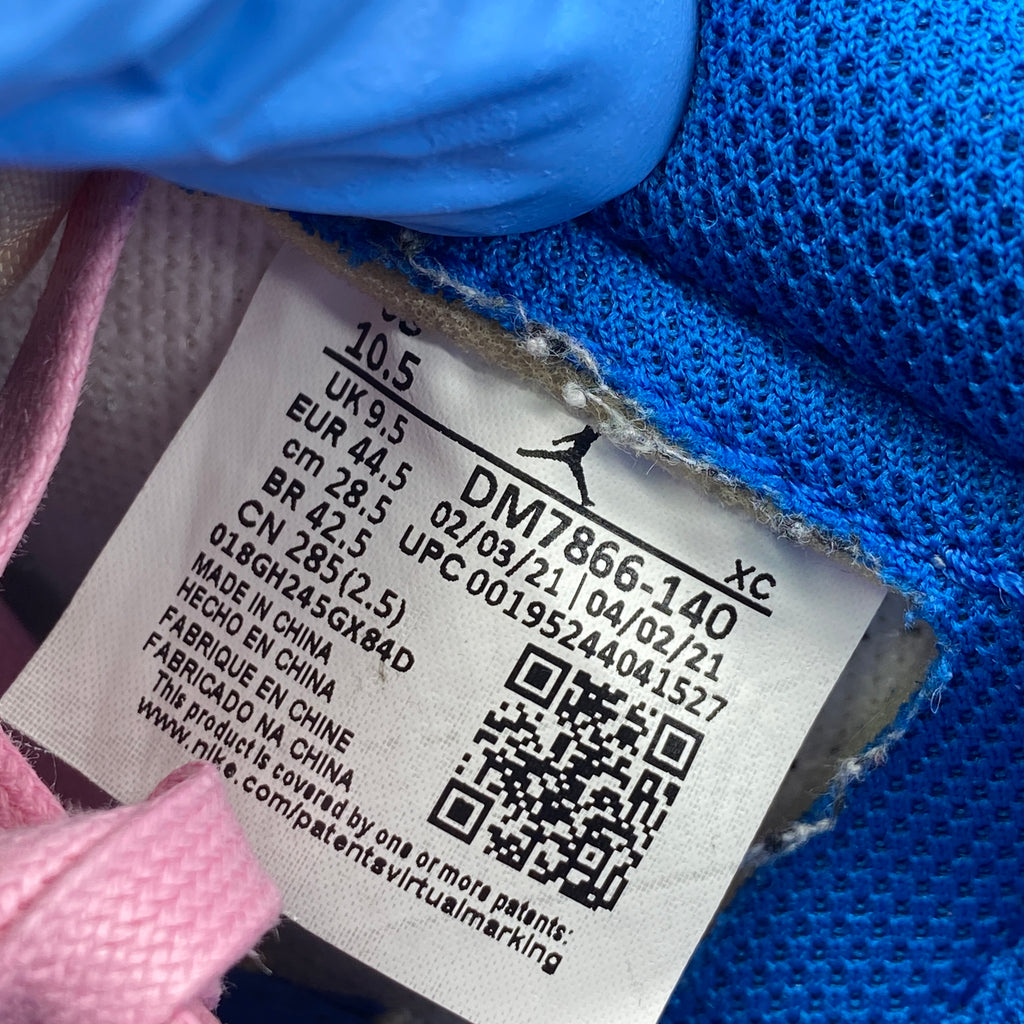 10.5
UK 9.5
EUR 44.5
cm 28.5
BR 42.5
CN 285(2.5)
018GH245GX84D
MADE IN CHINA
HECHO EN CHINA
FABRIQUE EN CHINE
FABRICADO NA CHINA
This product is covered by one or more patents:
www.nike.com/patentsvirtualmarking
XC
DM7866-140
02/03/21 | 04/02/21
UPC 00195244041527